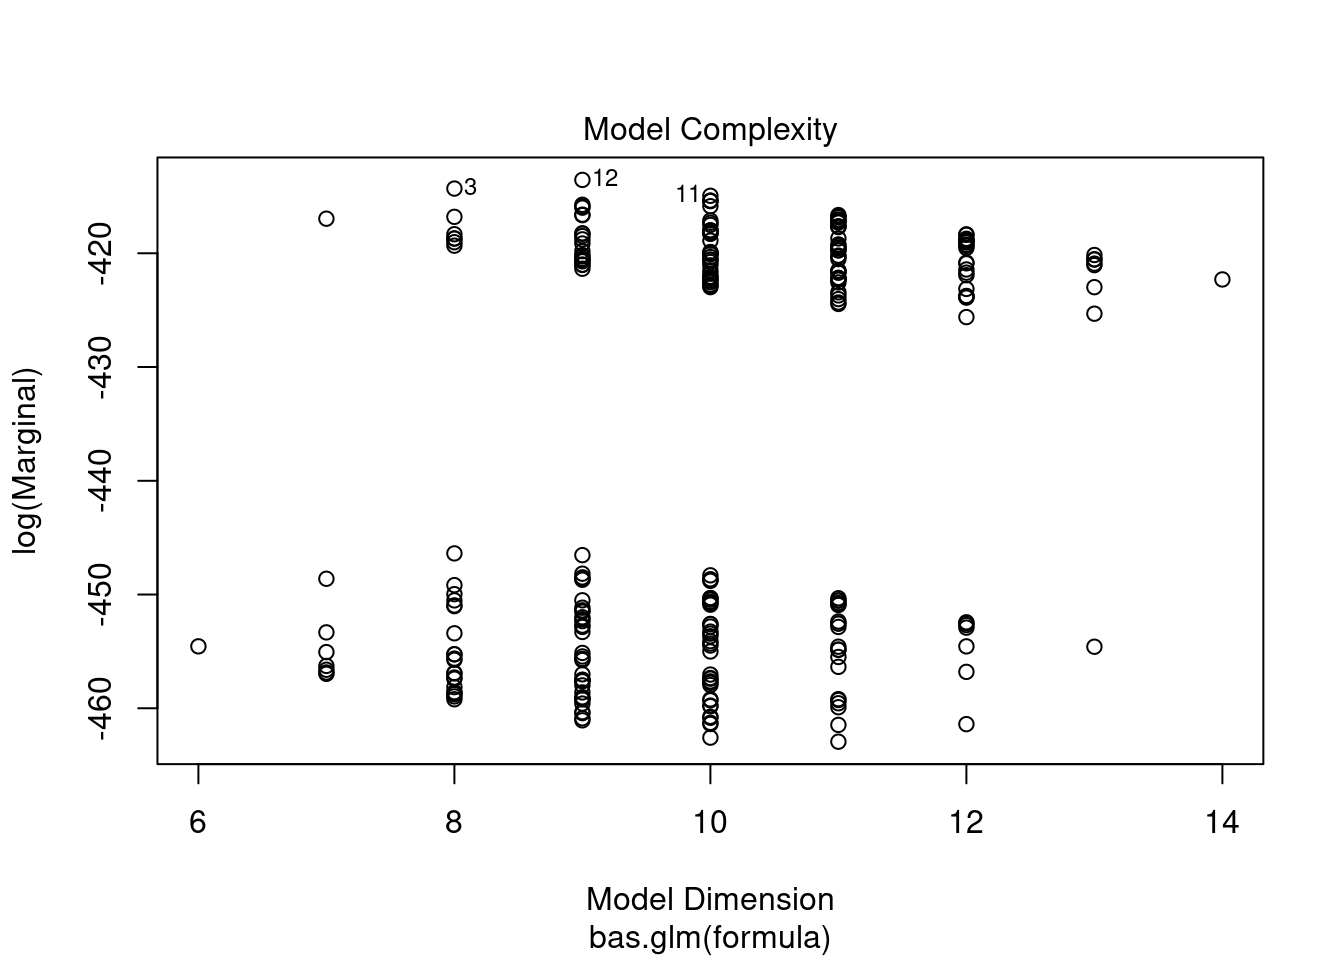 Model Complexity
3
12
11
log(Marginal)
-420
-430
-440
-450
-460
6 8 10 12 14
Model Dimension
bas.glm(formula)